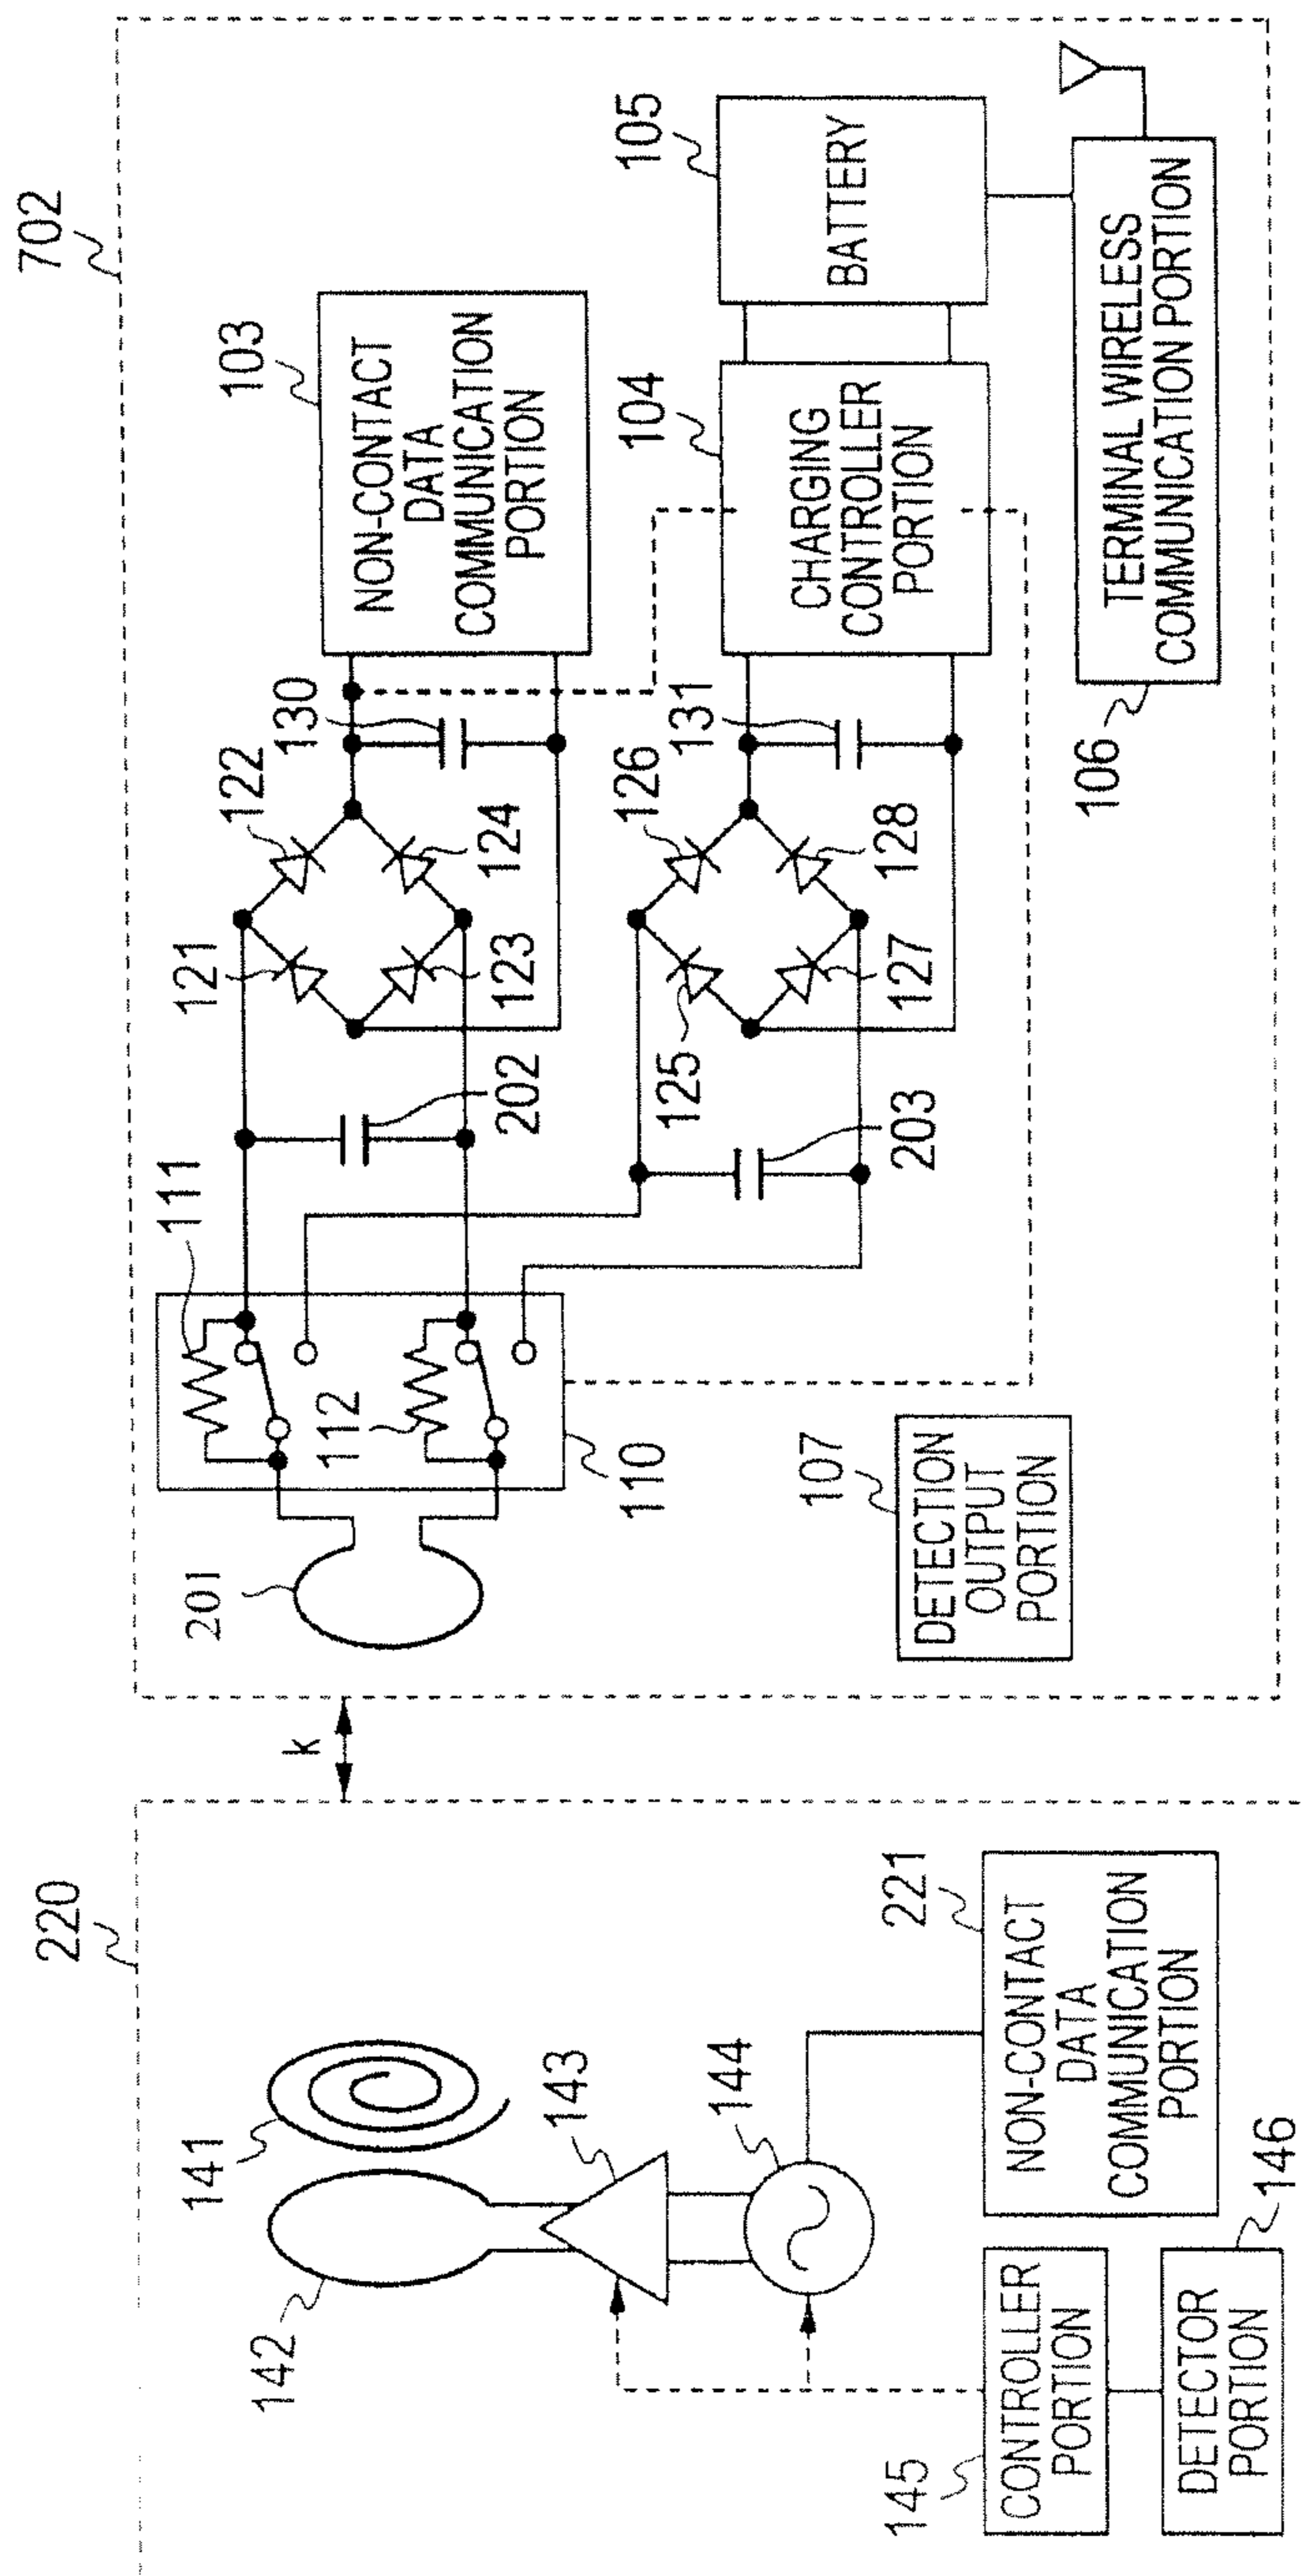 702
103
NON-CONTACT
DATA
COMMUNICATION
PORTION
122
130
121
124
123
202
111
112
110
201
105
BATTERY
104
CHARGING
CONTROLLER
PORTION
126
131
128
125
127
203
106
TERMINAL WIRELESS
COMMUNICATION PORTION
107
DETECTION
OUTPUT
PORTION
k
220
141
142
143
144
221
NON-CONTACT
DATA
COMMUNICATION
PORTION
145
CONTROLLER
PORTION
146
DETECTOR
PORTION